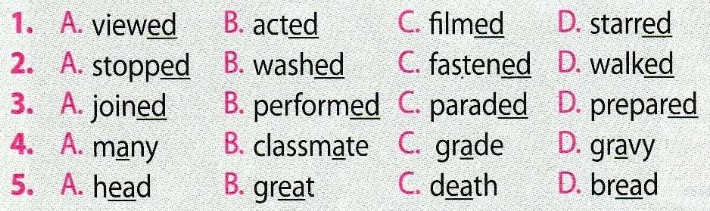 1. A. viewed B. acted C. filmed D. starred
2. A. stopped B. washed C. fastened D. walked
3. A. joined B. performed C. paraded D. prepared
4. A. many B. classmate C. grade D. gravy
5. A. head B. great C. death D. bread